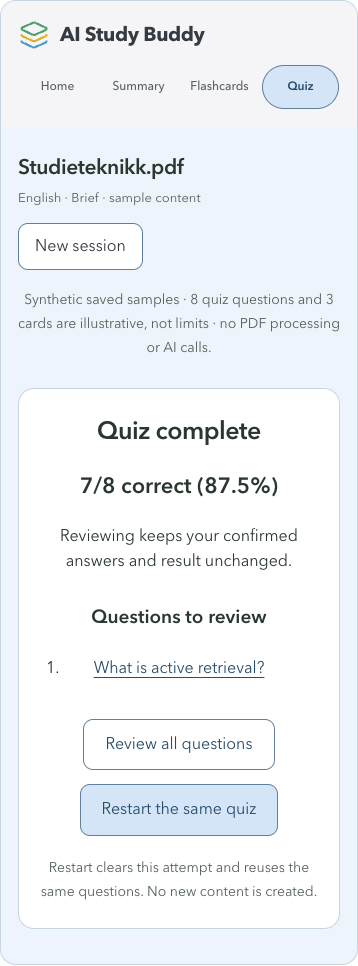 AI Study Buddy
Home Summary Flashcards Quiz
Studieteknikk.pdf
English · Brief · sample content
New session
Synthetic saved samples · 8 quiz questions and 3
cards are illustrative, not limits · no PDF processing
or AI calls.
Quiz complete
7/8 correct (87.5%)
Reviewing keeps your confirmed
answers and result unchanged.
Questions to review
1. What is active retrieval?
Review all questions
Restart the same quiz
Restart clears this attempt and reuses the
same questions. No new content is created.